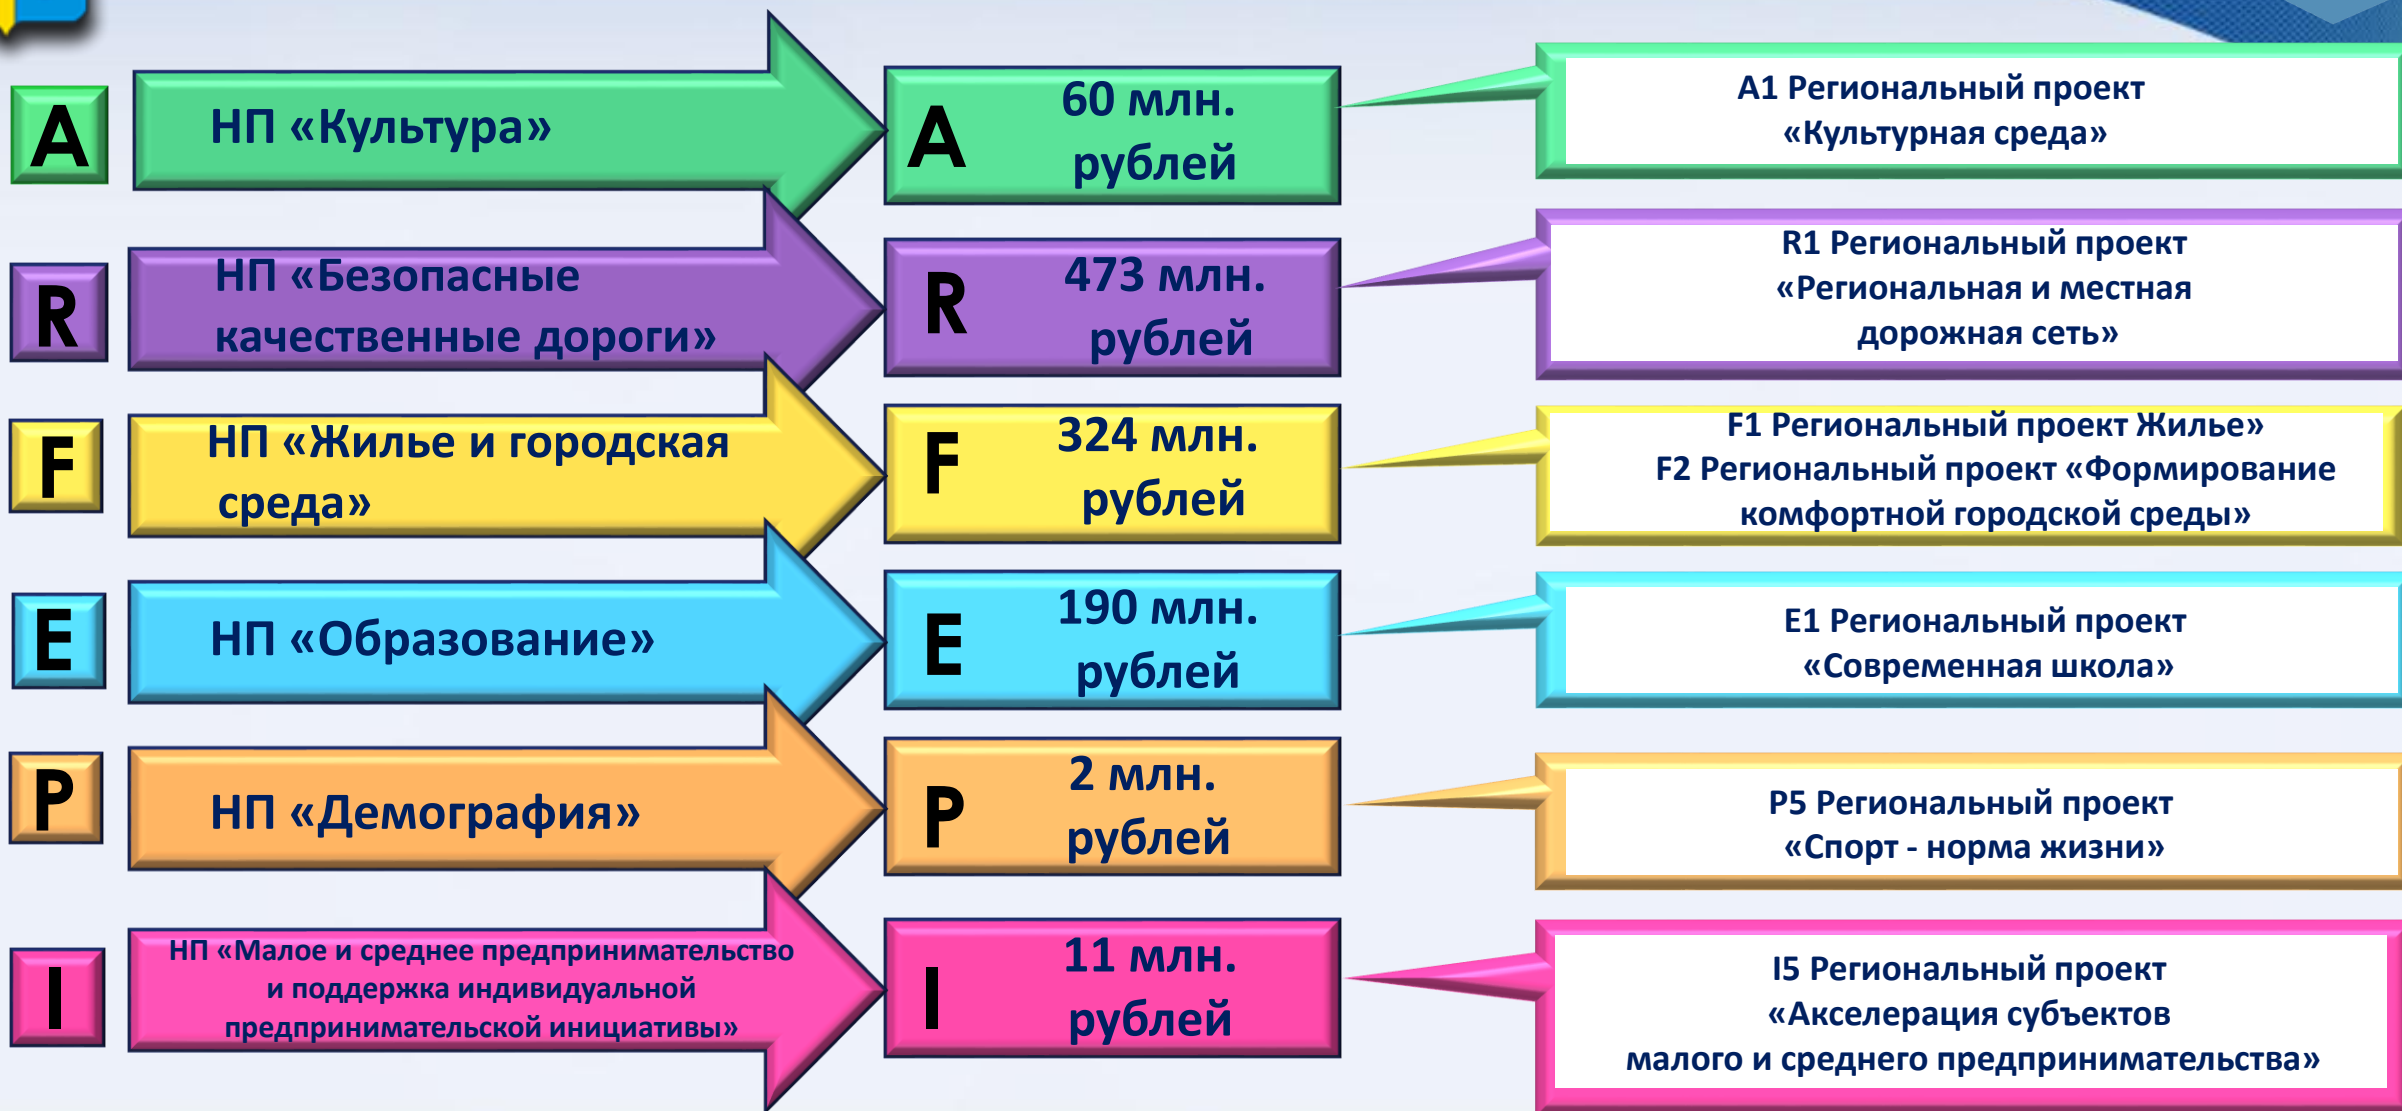 A
НП «Культура»
A
60 млн.
рублей
A1 Региональный проект
«Культурная среда»
R
НП «Безопасные
качественные дороги»
R
473 млн.
рублей
R1 Региональный проект
«Региональная и местная
дорожная сеть»
F
НП «Жилье и городская
среда»
F
324 млн.
рублей
F1 Региональный проект Жилье»
F2 Региональный проект «Формирование
комфортной городской среды»
E
НП «Образование»
E
190 млн.
рублей
E1 Региональный проект
«Современная школа»
P
НП «Демография»
P
2 млн.
рублей
P5 Региональный проект
«Спорт - норма жизни»
I
НП «Малое и среднее предпринимательство
и поддержка индивидуальной
предпринимательской инициативы»
I
11 млн.
рублей
I5 Региональный проект
«Акселерация субъектов
малого и среднего предпринимательства»